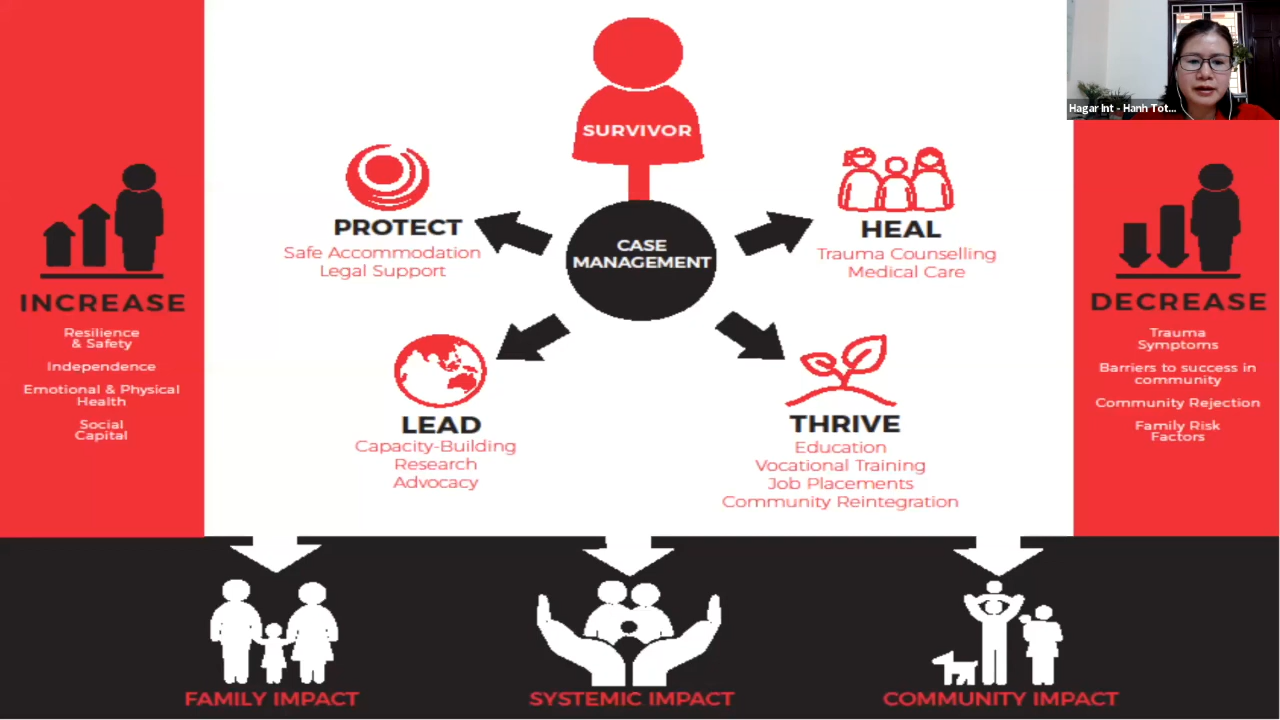 Hagar Int - Hanh Tot...
SURVIVOR
CASE
MANAGEMENT
PROTECT
Safe Accommodation
Legal Support
HEAL
Trauma Counselling
Medical Care
LEAD
Capacity-Building
Research
Advocacy
THRIVE
Education
Vocational Training
Job Placements
Community Reintegration
INCREASE
Resilience
& Safety
Independence
Emotional & Physical
Health
Social
Capital
DECREASE
Trauma
Symptoms
Barriers to success in
community
Community Rejection
Family Risk
Factors
FAMILY IMPACT
SYSTEMIC IMPACT
COMMUNITY IMPACT